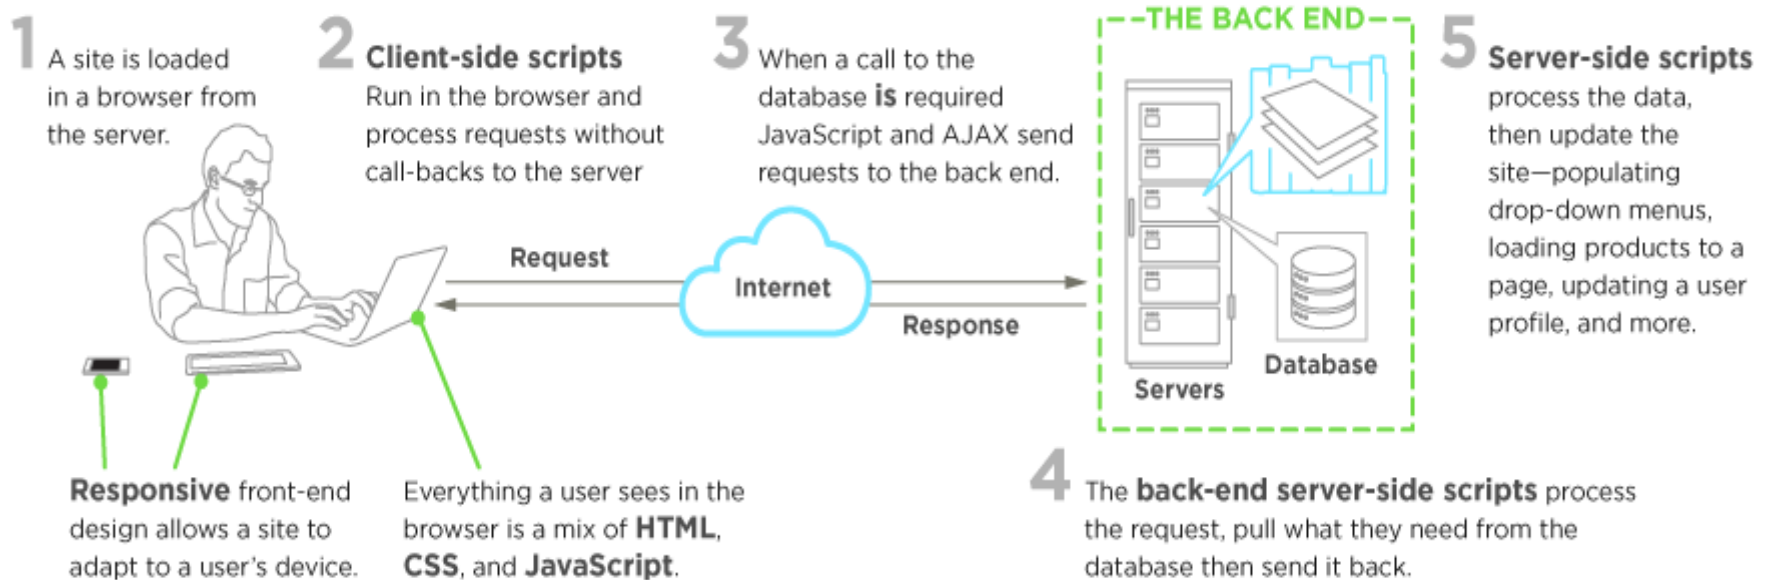 1
A site is loaded
in a browser from
the server.
2
Client-side scripts
Run in the browser and
process requests without
call-backs to the server
3
When a call to the
database is required
JavaScript and AJAX send
requests to the back end.
THE BACK END
5
Server-side scripts
process the data,
then update the
site—populating
drop-down menus,
loading products to a
page, updating a user
profile, and more.
Request
Internet
Response
Servers
Database
Responsive front-end
design allows a site to
adapt to a user's device.
Everything a user sees in the
browser is a mix of HTML,
CSS, and JavaScript.
4
The back-end server-side scripts process
the request, pull what they need from the
database then send it back.